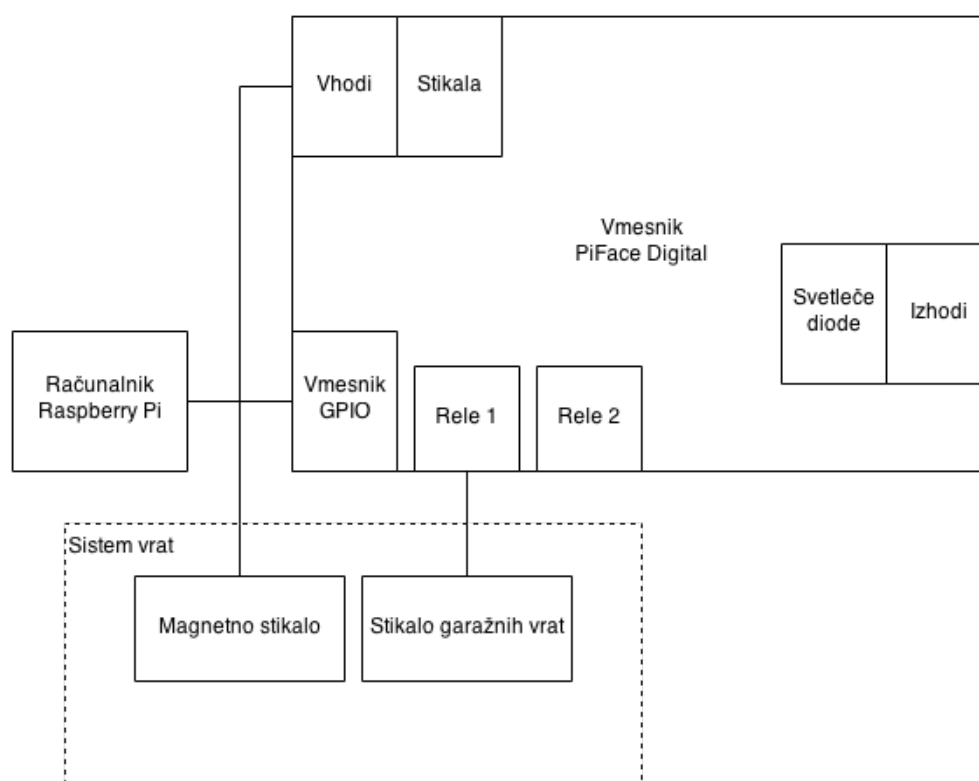 Vhodi
Stikala
Vmesnik
PiFace Digital
Svetleče
diode
Izhodi
Računalnik
Raspberry Pi
Vmesnik
GPIO
Rele 1
Rele 2
Sistem vrat
Magnetno stikalo
Stikalo garažnih vrat